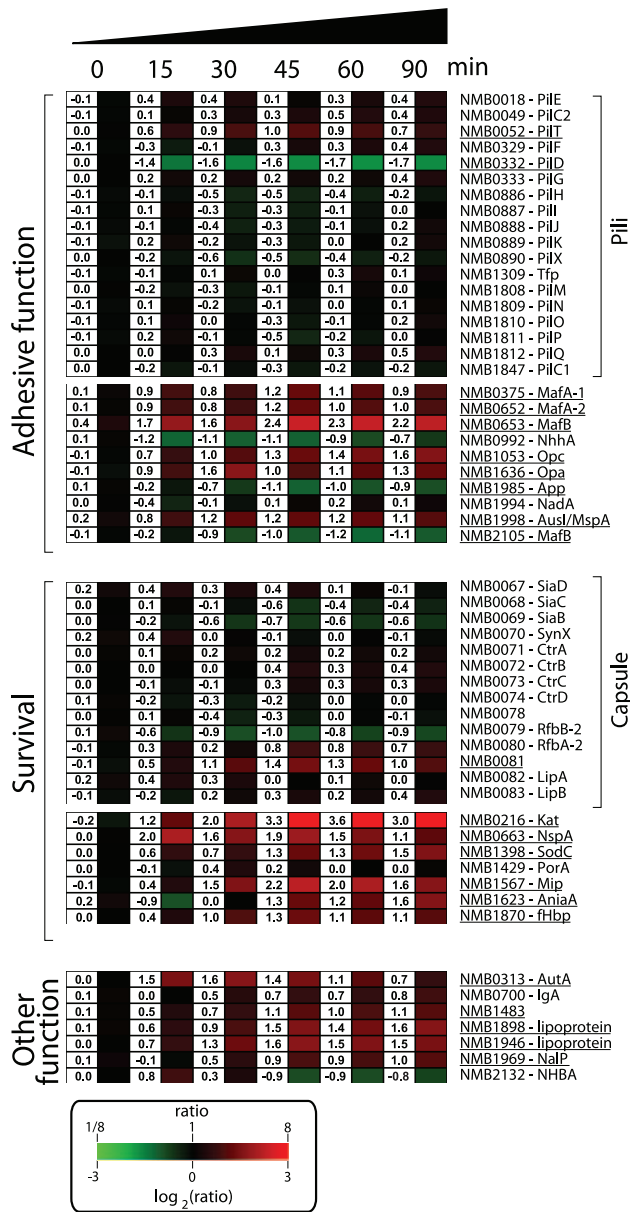 0 15 30 45 60 90 min
Adhesive function
Pili
-0.1 0.4 0.4 0.1 0.3 0.4 NMB0018 - PilE
-0.1 0.1 0.3 0.3 0.5 0.4 NMB0049 - PilC2
0.0 0.6 0.9 1.0 0.9 0.7 NMB0052 - PilT
-0.1 -0.3 -0.1 0.3 0.3 0.4 NMB0329 - PilF
0.0 -1.4 -1.6 -1.6 -1.7 -1.7 NMB0332 - PilD
0.0 0.2 0.2 0.2 0.2 0.4 NMB0333 - PilG
-0.1 -0.1 -0.5 -0.5 -0.4 -0.2 NMB0886 - PilH
-0.1 0.1 -0.3 -0.3 -0.1 0.0 NMB0887 - PilI
-0.1 0.1 -0.4 -0.3 -0.1 0.2 NMB0888 - PilJ
-0.1 0.2 -0.2 -0.3 0.0 0.2 NMB0889 - PilK
0.0 -0.2 -0.6 -0.5 -0.4 -0.2 NMB0890 - PilX
-0.1 -0.1 0.1 0.0 0.3 0.1 NMB1309 - Tfp
0.0 -0.2 -0.3 -0.1 -0.1 0.1 NMB1808 - PilM
-0.1 0.1 -0.2 -0.1 0.0 0.1 NMB1809 - PilN
-0.1 0.1 0.0 -0.3 -0.1 0.2 NMB1810 - PilO
-0.1 0.2 -0.1 -0.5 -0.2 0.0 NMB1811 - PilP
0.0 0.0 0.3 0.1 0.3 0.5 NMB1812 - PilQ
0.0 -0.2 -0.1 -0.2 -0.1 -0.2 NMB1847 - PilC1
0.1 0.9 0.8 1.2 1.1 0.9 NMB0375 - MafA-1
0.1 0.9 0.8 1.2 1.0 1.0 NMB0652 - MafA-2
0.4 1.7 1.6 2.4 2.3 2.2 NMB0653 - MafB
0.1 -1.2 -1.1 -1.1 -0.9 -0.7 NMB0992 - NhhA
-0.1 0.7 1.0 1.3 1.4 1.6 NMB1053 - Opc
-0.1 0.9 1.6 1.0 1.1 1.3 NMB1636 - Opa
0.1 -0.2 -0.7 -1.1 -1.0 -0.9 NMB1985 - App
0.0 -0.4 -0.1 0.1 0.2 0.1 NMB1994 - NadA
0.2 0.8 1.2 1.2 1.2 1.1 NMB1998 - AusI/MspA
-0.1 -0.2 -0.9 -1.0 -1.2 -1.1 NMB2105 - MafB
Survival
Capsule
0.2 0.4 0.3 0.4 0.1 -0.1 NMB0067 - SiaD
0.0 0.1 -0.1 -0.6 -0.4 -0.4 NMB0068 - SiaC
0.0 -0.2 -0.6 -0.7 -0.6 -0.6 NMB0069 - SiaB
0.2 0.4 0.0 -0.1 0.0 -0.1 NMB0070 - SynX
0.0 0.1 0.2 0.2 0.2 0.2 NMB0071 - CtrA
0.0 0.0 0.0 0.4 0.3 0.3 NMB0072 - CtrB
0.0 -0.1 -0.1 0.3 0.3 0.3 NMB0073 - CtrC
0.1 -0.3 -0.2 -0.2 0.0 0.0 NMB0074 - CtrD
0.0 0.1 -0.4 -0.3 0.0 -0.1 NMB0078
0.1 -0.6 -0.9 -1.0 -0.8 -0.9 NMB0079 - RfbB-2
-0.1 0.3 0.2 0.8 0.8 0.7 NMB0080 - RfbA-2
-0.1 0.5 1.1 1.4 1.3 1.0 NMB0081
0.2 0.4 0.3 0.0 0.1 0.0 NMB0082 - LipA
-0.1 -0.2 0.2 0.3 0.2 0.4 NMB0083 - LipB
-0.2 1.2 2.0 3.3 3.6 3.0 NMB0216 - Kat
0.0 2.0 1.6 1.9 1.5 1.1 NMB0663 - NspA
0.0 0.6 0.7 1.3 1.3 1.5 NMB1398 - SodC
0.0 -0.1 0.4 0.2 0.0 0.0 NMB1429 - PorA
-0.1 0.4 1.5 2.2 2.0 1.6 NMB1567 - Mip
0.2 -0.9 0.0 1.3 1.2 1.6 NMB1623 - AniaA
0.0 0.4 1.0 1.3 1.1 1.1 NMB1870 - fHbp
Other function
0.0 1.5 1.6 1.4 1.1 0.7 NMB0313 - AutA
0.1 0.0 0.5 0.7 0.7 0.8 NMB0700 - IgA
0.1 0.5 0.7 1.1 1.0 1.1 NMB1483
0.1 0.6 0.9 1.5 1.4 1.6 NMB1898 - lipoprotein
0.0 0.7 1.3 1.6 1.5 1.5 NMB1946 - lipoprotein
0.1 -0.1 0.5 0.9 0.9 1.0 NMB1969 - NalP
0.0 0.8 0.3 -0.9 -0.9 -0.8 NMB2132 - NHBA
ratio
1/8 1 8
-3 0 3
log 2(ratio)